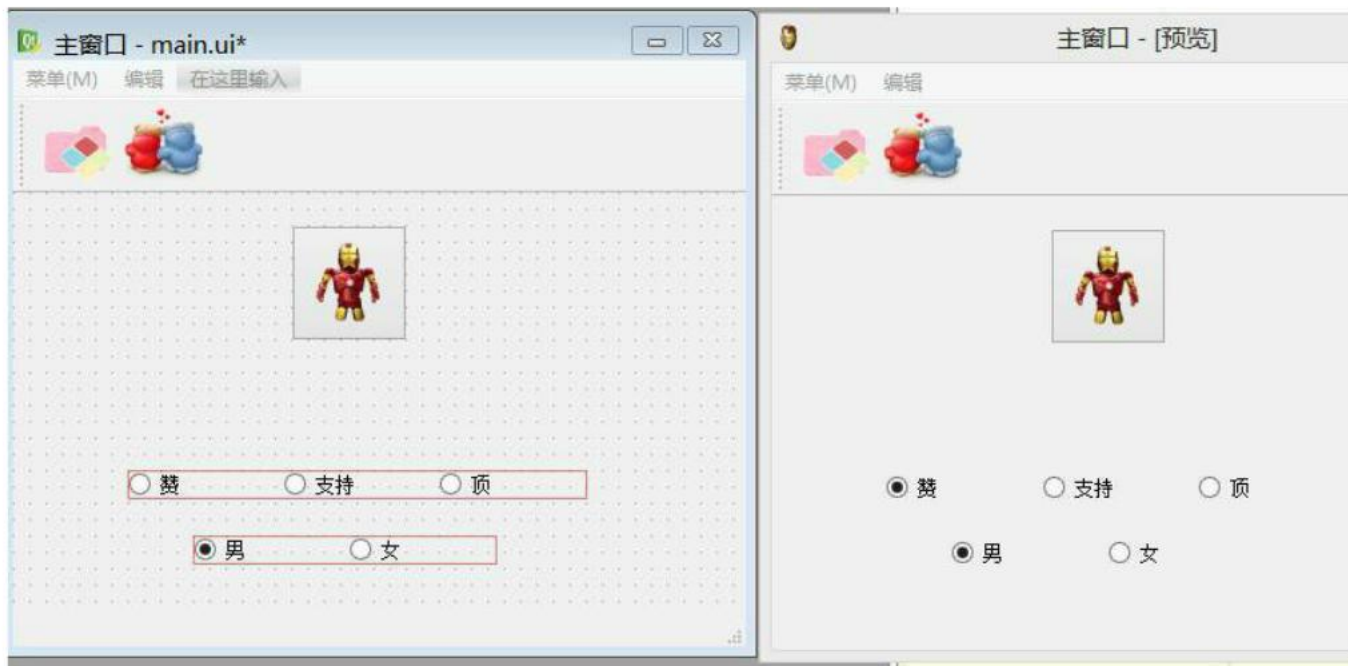 主窗口 - main.ui*
菜单(M) 编辑 在这里输入
赞 支持 顶
男 女
主窗口 - [预览]
菜单(M) 编辑
赞 支持 顶
男 女